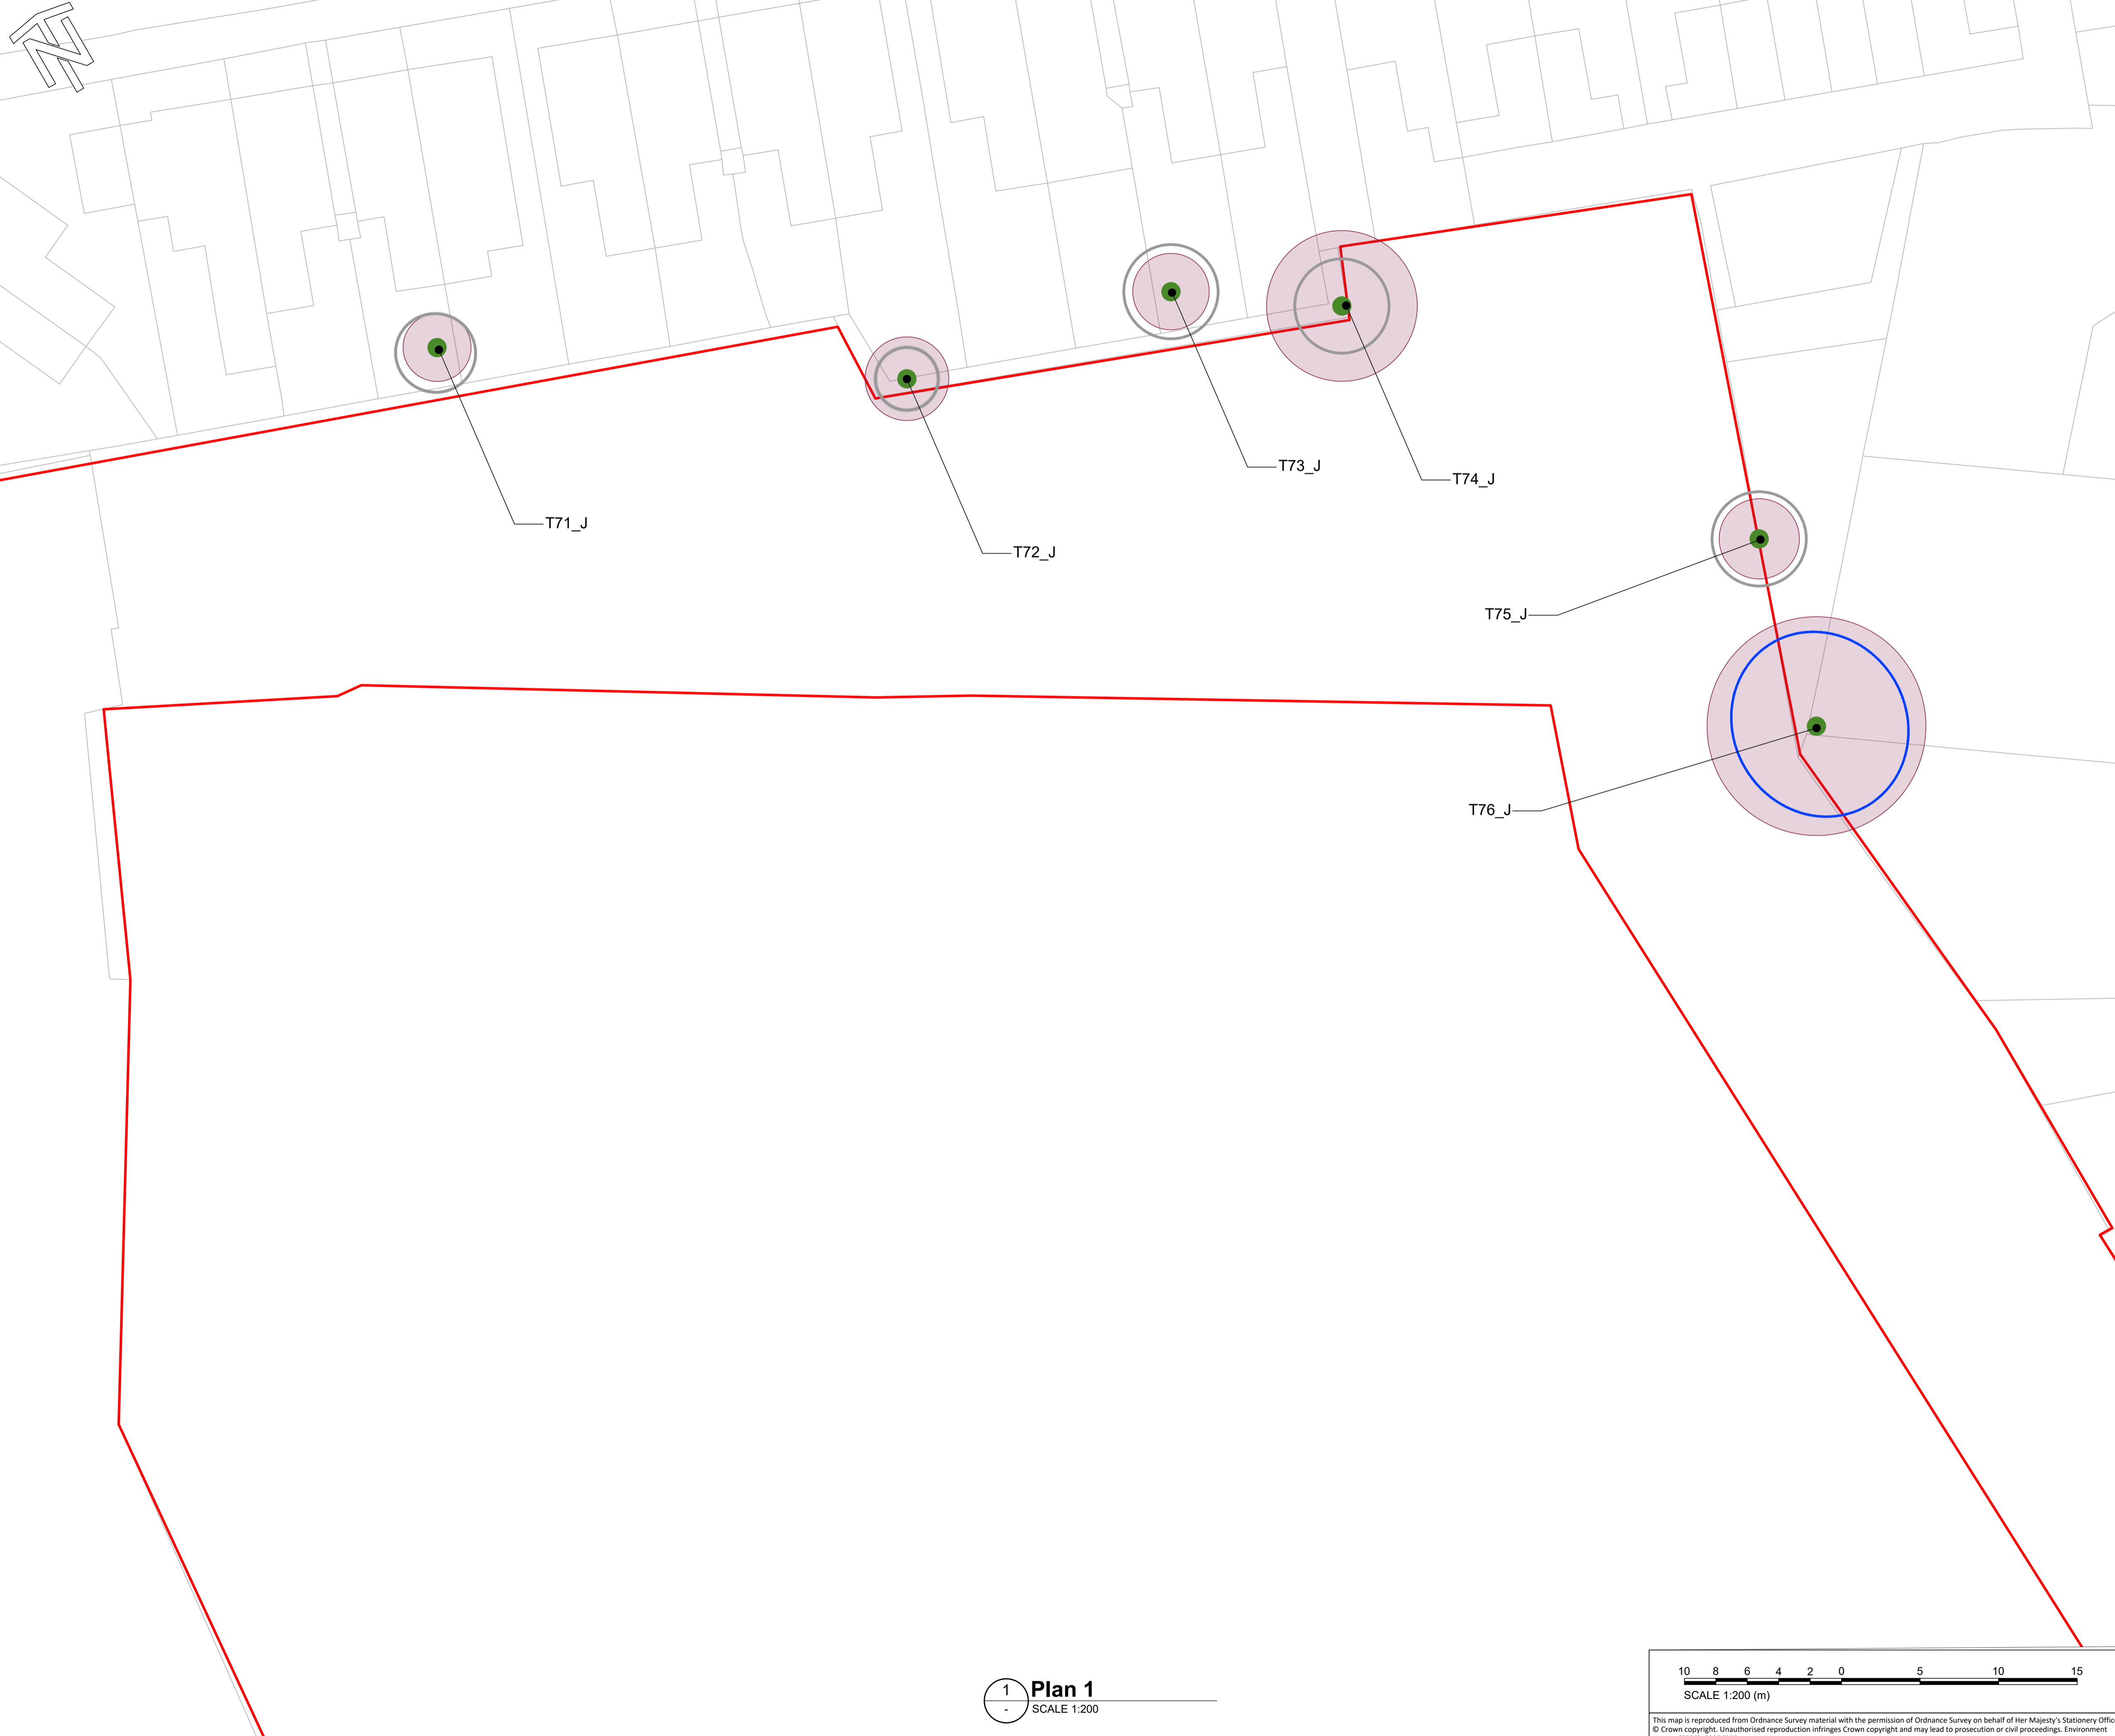 N
T73_J
T74_J
T71_J
T72_J
T75_J
T76_J
1
-
Plan 1
SCALE 1:200
10 8 6 4 2 0 5 10 15
SCALE 1:200 (m)
This map is reproduced from Ordnance Survey material with the permission of Ordnance Survey on behalf of Her Majesty's Stationery Offic
© Crown copyright. Unauthorised reproduction infringes Crown copyright and may lead to prosecution or civil proceedings. Environment